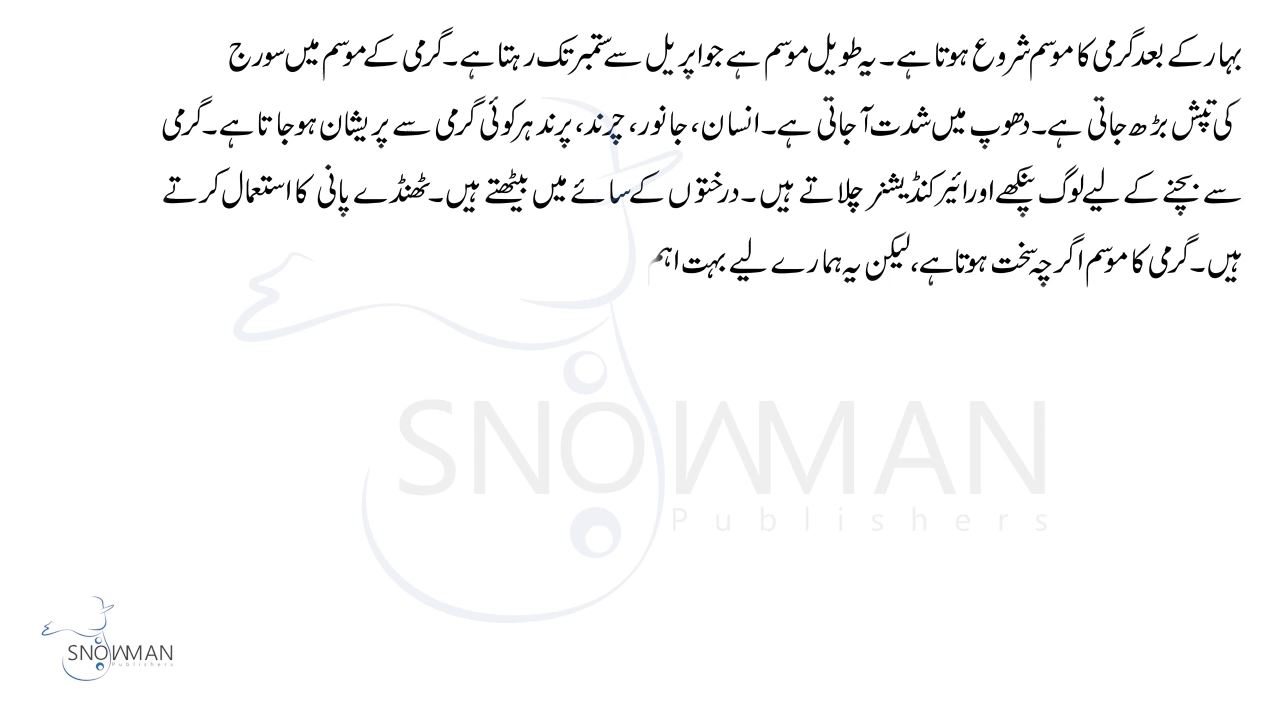 بہار کے بعد گرمی کا موسم شروع ہوتا ہے۔ یہ طویل موسم ہے جو اپریل سے ستمبر تک رہتا ہے۔ گرمی کے موسم میں سورج
کی تپش بڑھ جاتی ہے۔ دھوپ میں شدت آ جاتی ہے۔ انسان، جانور، چرند، پرند ہر کوئی گرمی سے پریشان ہو جاتا ہے۔ گرمی
سے بچنے کے لیے لوگ پنکھے اور ائیر کنڈیشنر چلاتے ہیں۔ درختوں کے سائے میں بیٹھتے ہیں۔ ٹھنڈے پانی کا استعمال کرتے
ہیں۔ گرمی کا موسم اگرچہ سخت ہوتا ہے، لیکن یہ ہمارے لیے بہت اہم
SNOWMAN
Publishers
SNOWMAN
Publishers